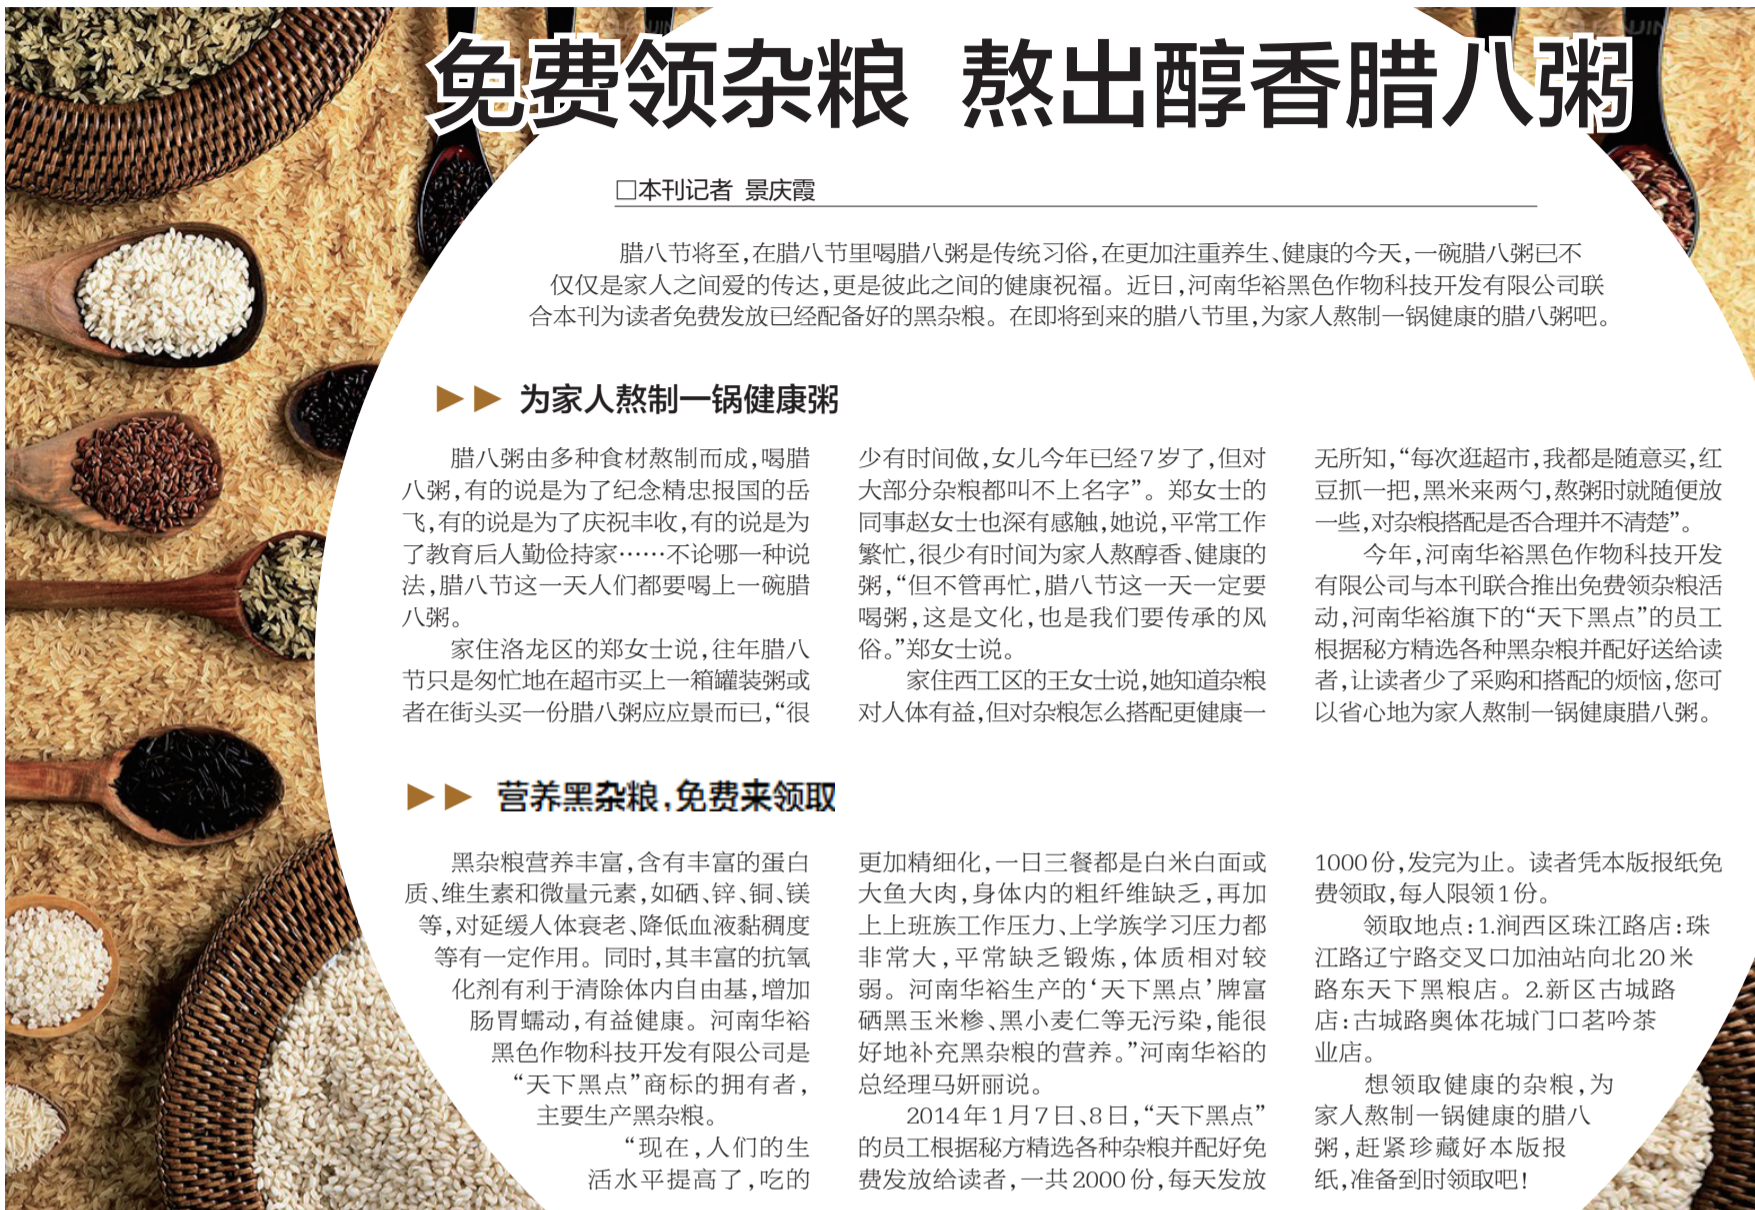 免费领杂粮 熬出醇香腊八粥
□本刊记者 景庆霞
腊八节将至,在腊八节里喝腊八粥是传统习俗,在更加注重养生、健康的今天,一碗腊八粥已不
仅仅是家人之间爱的传达,更是彼此之间的健康祝福。近日,河南华裕黑色作物科技开发有限公司联
合本刊为读者免费发放已经配备好的黑杂粮。在即将到来的腊八节里,为家人熬制一锅健康的腊八粥吧。
▶▶ 为家人熬制一锅健康粥
腊八粥由多种食材熬制而成,喝腊
八粥,有的说是为了纪念精忠报国的岳
飞,有的说是为了庆祝丰收,有的说是为
了教育后人勤俭持家……不论哪一种说
法,腊八节这一天人们都要喝上一碗腊
八粥。
家住洛龙区的郑女士说,往年腊八
节只是匆忙地在超市买上一箱罐装粥或
者在街头买一份腊八粥应应景而已,“很
少有时间做,女儿今年已经7岁了,但对
大部分杂粮都叫不上名字”。郑女士的
同事赵女士也深有感触,她说,平常工作
繁忙,很少有时间为家人熬醇香、健康的
粥,“但不管再忙,腊八节这一天一定要
喝粥,这是文化,也是我们要传承的风
俗。”郑女士说。
家住西工区的王女士说,她知道杂粮
对人体有益,但对杂粮怎么搭配更健康一
无所知,“每次逛超市,我都是随意买,红
豆抓一把,黑米来两勺,熬粥时就随便放
一些,对杂粮搭配是否合理并不清楚”。
今年,河南华裕黑色作物科技开发
有限公司与本刊联合推出免费领杂粮活
动,河南华裕旗下的“天下黑点”的员工
根据秘方精选各种黑杂粮并配好送给读
者,让读者少了采购和搭配的烦恼,您可
以省心地为家人熬制一锅健康腊八粥。
▶▶ 营养黑杂粮,免费来领取
黑杂粮营养丰富,含有丰富的蛋白
质、维生素和微量元素,如硒、锌、铜、镁
等,对延缓人体衰老、降低血液黏稠度
等有一定作用。同时,其丰富的抗氧
化剂有利于清除体内自由基,增加
肠胃蠕动,有益健康。河南华裕
黑色作物科技开发有限公司是
“天下黑点”商标的拥有者,
主要生产黑杂粮。
“现在,人们的生
活水平提高了,吃的
更加精细化,一日三餐都是白米白面或
大鱼大肉,身体内的粗纤维缺乏,再加
上上班族工作压力、上学族学习压力都
非常大,平常缺乏锻炼,体质相对较
弱。河南华裕生产的‘天下黑点’牌富
硒黑玉米糁、黑小麦仁等无污染,能很
好地补充黑杂粮的营养。”河南华裕的
总经理马妍丽说。
2014年1月7日、8日,“天下黑点”
的员工根据秘方精选各种杂粮并配好免
费发放给读者,一共2000份,每天发放
1000份,发完为止。读者凭本版报纸免
费领取,每人限领1份。
领取地点:1.涧西区珠江路店:珠
江路辽宁路交叉口加油站向北20米
路东天下黑粮店。2.新区古城路
店:古城路奥体花城门口茗吟茶
业店。
想领取健康的杂粮,为
家人熬制一锅健康的腊八
粥,赶紧珍藏好本版报
纸,准备到时领取吧!